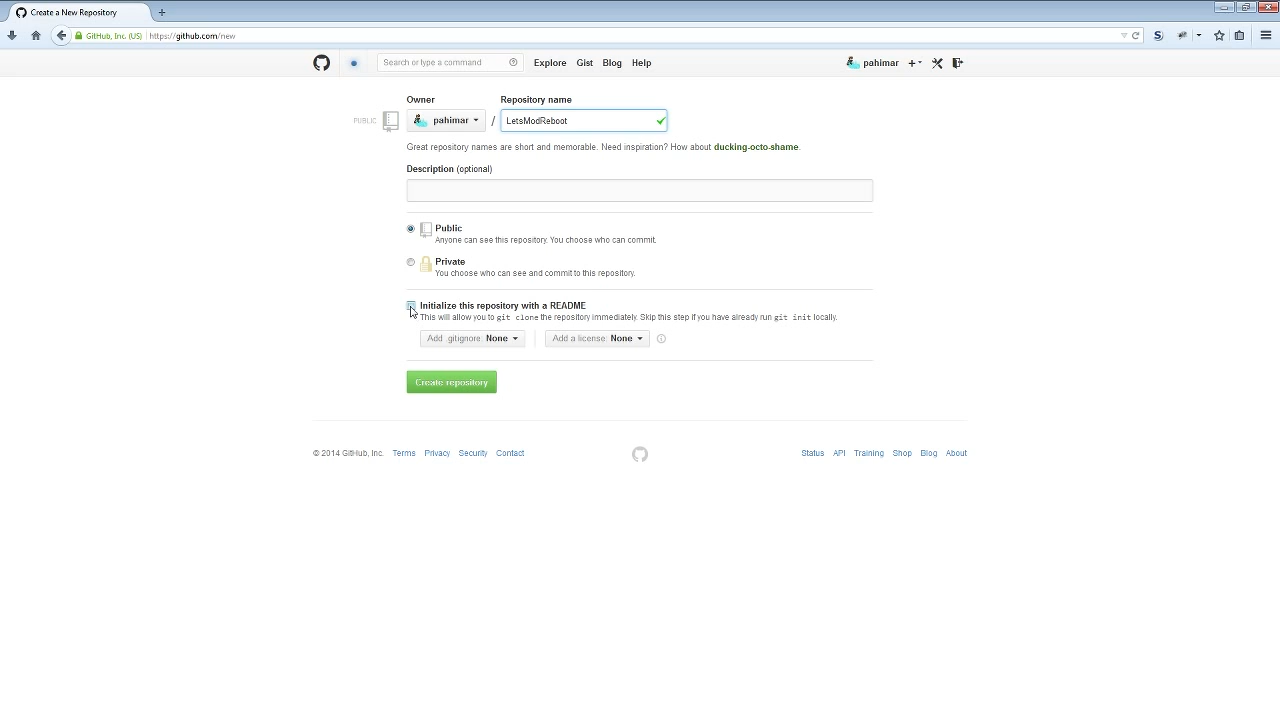 Create a New Repository
GitHub, Inc. (US) https://github.com/new
Search or type a command Explore Gist Blog Help pahimar
Owner Repository name
PUBLIC pahimar / LetsModReboot
Great repository names are short and memorable. Need inspiration? How about ducking-octo-shame.
Description (optional)
Public
Anyone can see this repository. You choose who can commit.
Private
You choose who can see and commit to this repository.
Initialize this repository with a README
This will allow you to git clone the repository immediately. Skip this step if you have already run git init locally.
Add .gitignore: None Add a license: None
Create repository
© 2014 GitHub, Inc. Terms Privacy Security Contact Status API Training Shop Blog About